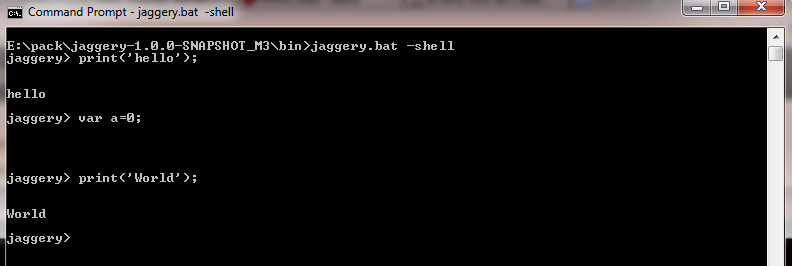 Command Prompt - jaggery.bat -shell
E:\pack\jaggery-1.0.0-SNAPSHOT_M3\bin>jaggery.bat -shell
jaggery> print('hello');
hello
jaggery> var a=0;
jaggery> print('World');
World
jaggery>